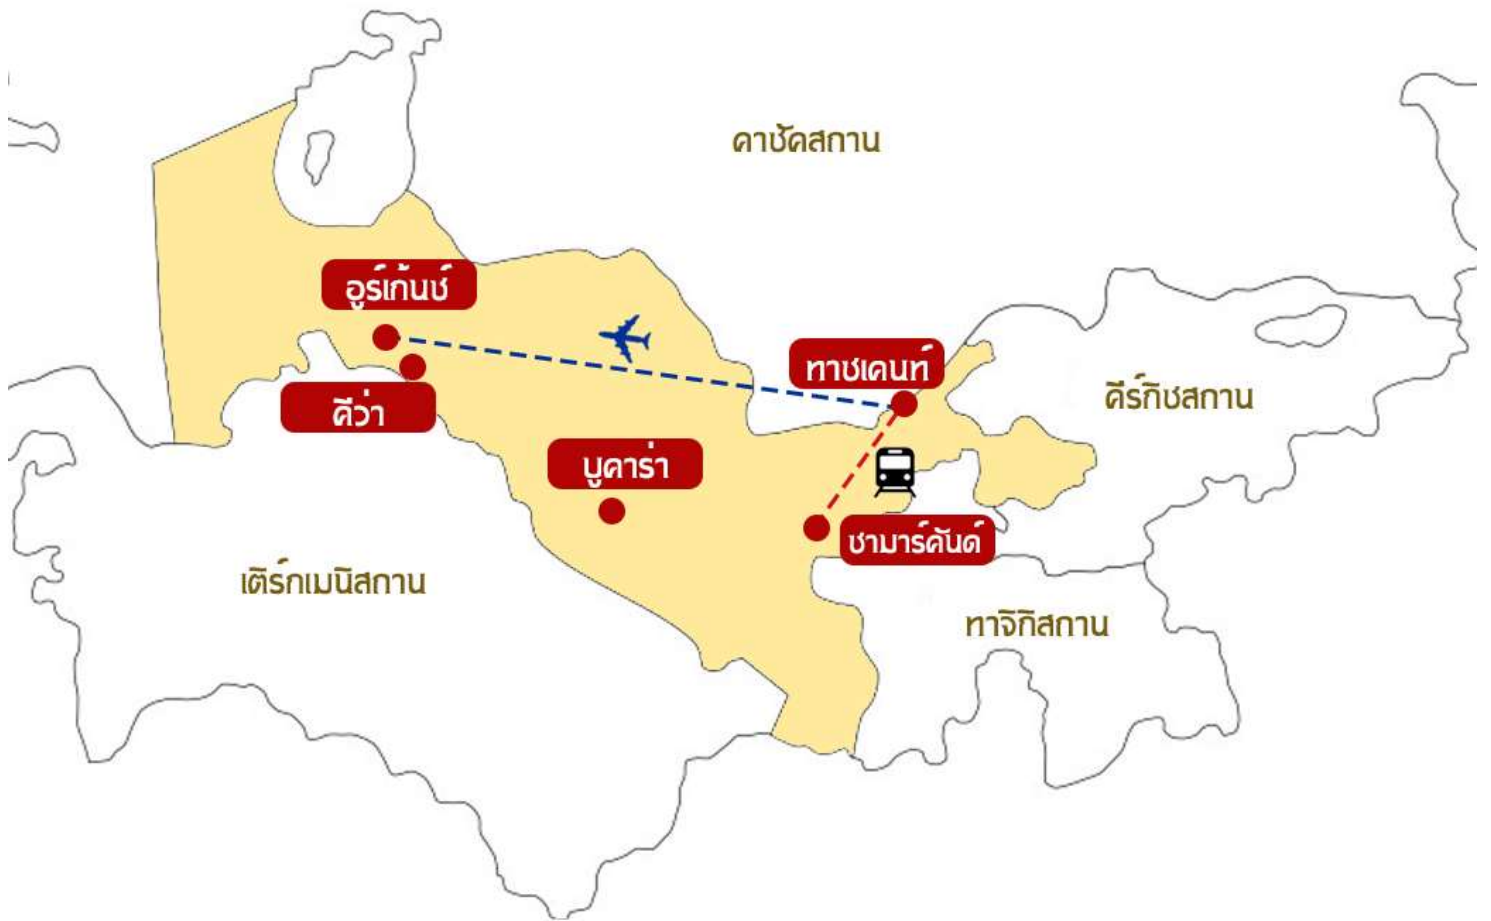 คาซัคสถาน
อูร์เก้นช์
ทาชเคนท์
คีว่า
คีร์กิซสถาน
บูคาร่า
ซามาร์คันด์
เติร์กเมนิสถาน
ทาจิกิสถาน